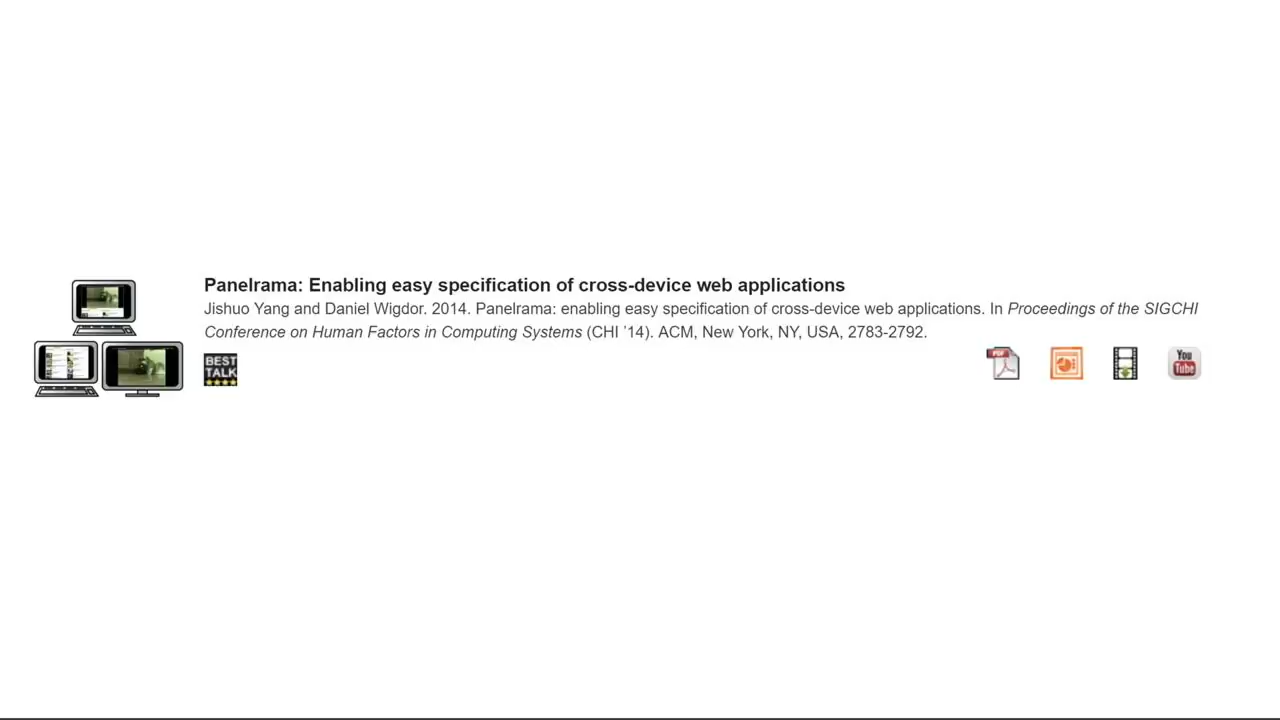 Panelrama: Enabling easy specification of cross-device web applications
Jishuo Yang and Daniel Wigdor. 2014. Panelrama: enabling easy specification of cross-device web applications. In Proceedings of the SIGCHI
Conference on Human Factors in Computing Systems (CHI '14). ACM, New York, NY, USA, 2783-2792.
BEST
TALK
PDF
You
Tube